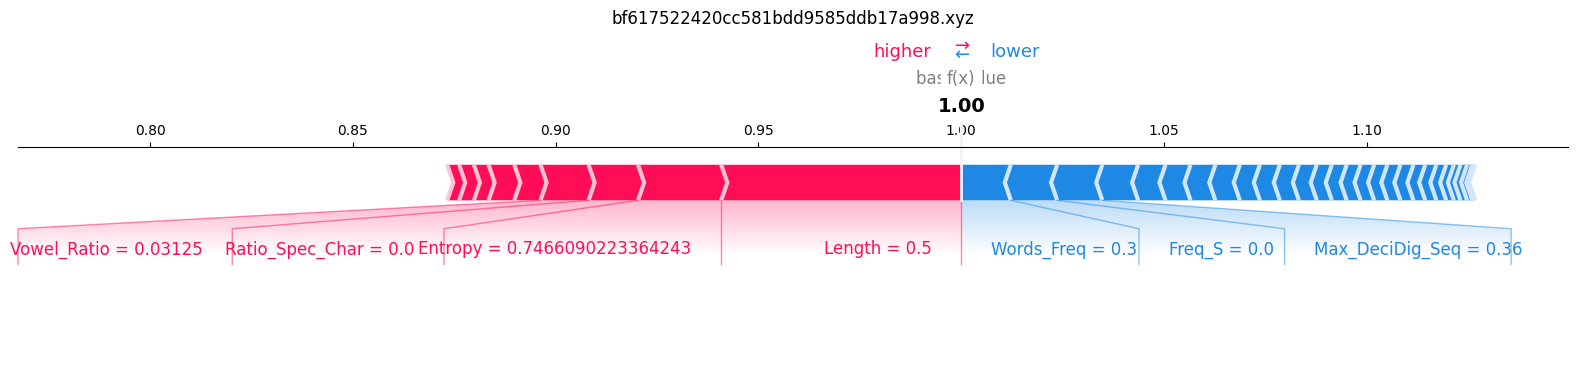 bf617522420cc581bdd9585ddb17a998.xyz
higher ⇄ lower
bas f(x) lue
1.00
0.80 0.85 0.90 0.95 1.00 1.05 1.10
Vowel_Ratio = 0.03125 Ratio_Spec_Char = 0.0 Entropy = 0.7466090223364243 Length = 0.5 Words_Freq = 0.3 Freq_S = 0.0 Max_DeciDig_Seq = 0.36